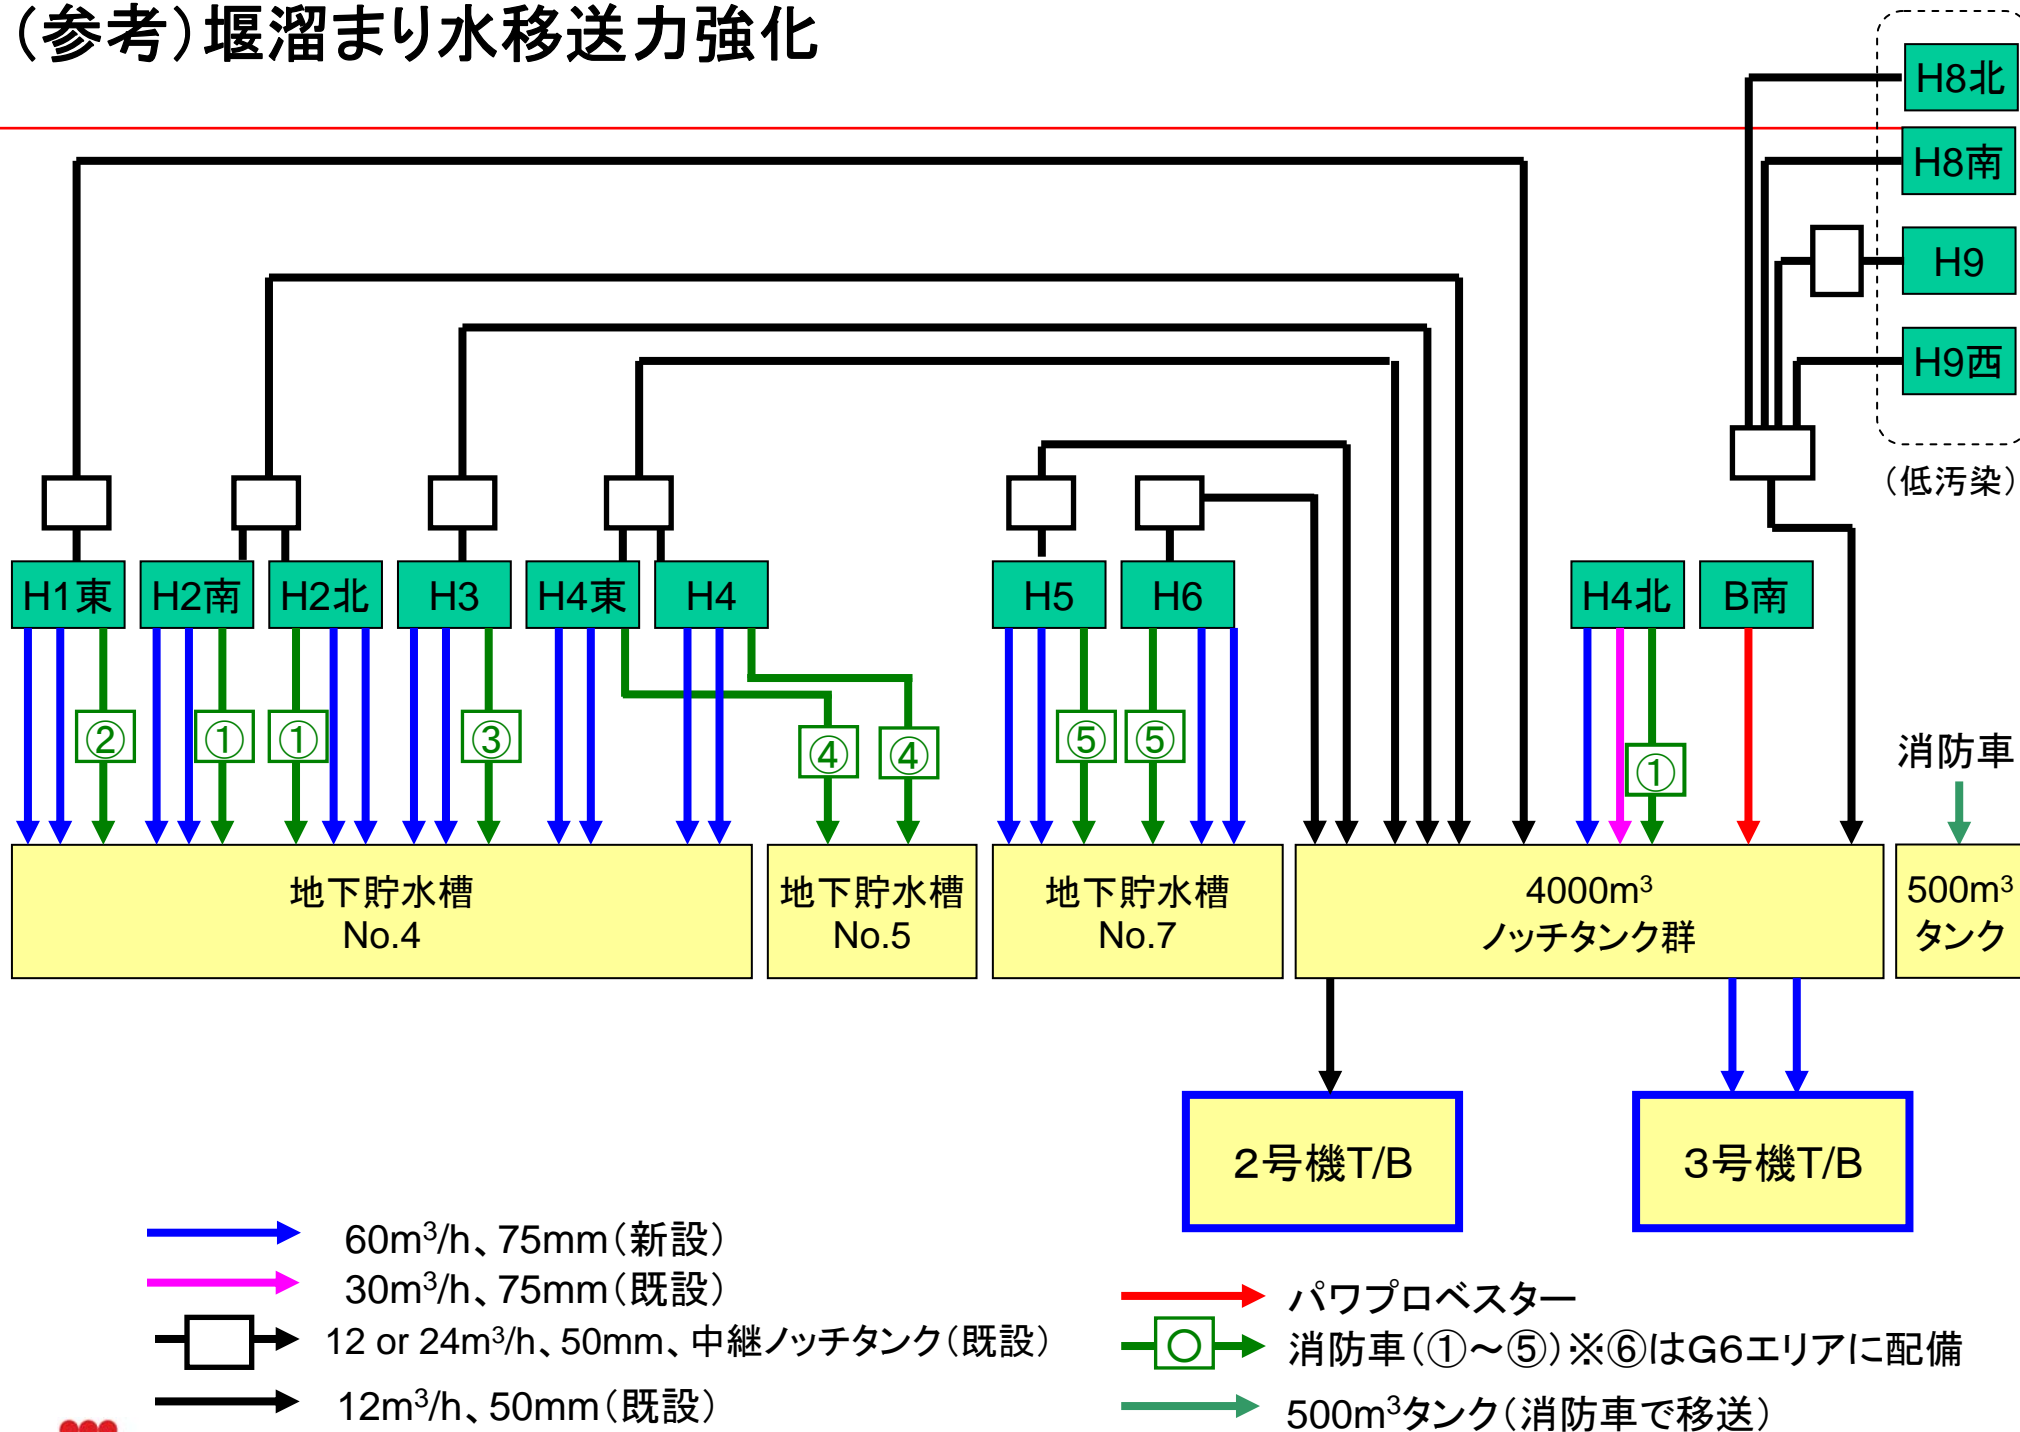 （参考）堰溜まり水移送力強化
H8北
H8南
H9
H9西
（低汚染）
H1東
H2南
H2北
H3
H4東
H4
H5
H6
H4北
B南
②
①
①
③
④
④
⑤
⑤
①
消防車
地下貯水槽
No.4
地下貯水槽
No.5
地下貯水槽
No.7
4000m³
ノッチタンク群
500m³
タンク
２号機T/B
３号機T/B
60m³/h、75mm（新設）
30m³/h、75mm（既設）
12 or 24m³/h、50mm、中継ノッチタンク（既設）
12m³/h、50mm（既設）
パワプロベスター
消防車（①～⑤）※⑥はG6エリアに配備
500m³タンク（消防車で移送）